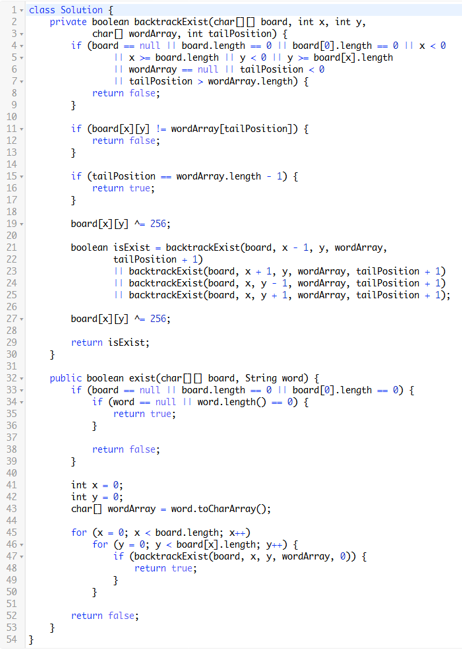 1 class Solution {
2     private boolean backtrackExist(char[][] board, int x, int y,
3             char[] wordArray, int tailPosition) {
4         if (board == null || board.length == 0 || board[0].length == 0 || x < 0
5                 || x >= board.length || y < 0 || y >= board[x].length
6                 || wordArray == null || tailPosition < 0
7                 || tailPosition > wordArray.length) {
8             return false;
9         }
10
11         if (board[x][y] != wordArray[tailPosition]) {
12             return false;
13         }
14
15         if (tailPosition == wordArray.length - 1) {
16             return true;
17         }
18
19         board[x][y] ^= 256;
20
21         boolean isExist = backtrackExist(board, x - 1, y, wordArray,
22                 tailPosition + 1)
23                 || backtrackExist(board, x + 1, y, wordArray, tailPosition + 1)
24                 || backtrackExist(board, x, y - 1, wordArray, tailPosition + 1)
25                 || backtrackExist(board, x, y + 1, wordArray, tailPosition + 1);
26
27         board[x][y] ^= 256;
28
29         return isExist;
30     }
31
32     public boolean exist(char[][] board, String word) {
33         if (board == null || board.length == 0 || board[0].length == 0) {
34             if (word == null || word.length() == 0) {
35                 return true;
36             }
37
38             return false;
39         }
40
41         int x = 0;
42         int y = 0;
43         char[] wordArray = word.toCharArray();
44
45         for (x = 0; x < board.length; x++)
46             for (y = 0; y < board[x].length; y++) {
47                 if (backtrackExist(board, x, y, wordArray, 0)) {
48                     return true;
49                 }
50             }
51
52         return false;
53     }
54 }